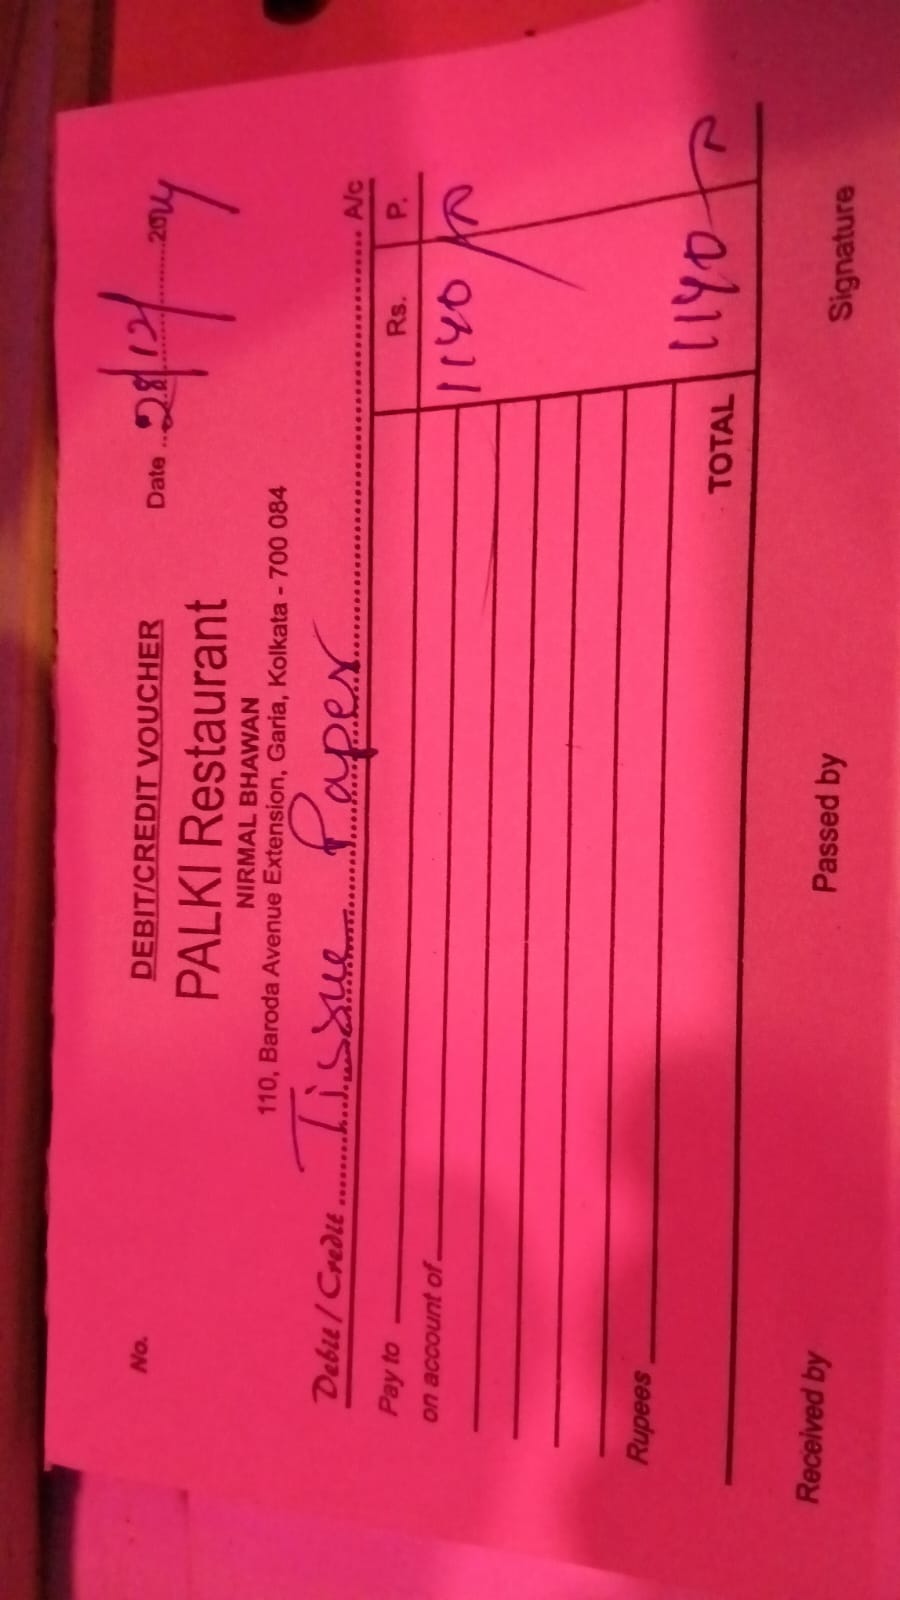 DEBIT/CREDIT VOUCHER
No. Date 28/12/2024
PALKI Restaurant
NIRMAL BHAWAN
110, Baroda Avenue Extension, Garia, Kolkata - 700 084
Debit / Credit Tissue Paper A/c
Pay to Rs. P.
on account of 1140/-
Rupees
TOTAL 1140/-
Received by Passed by Signature